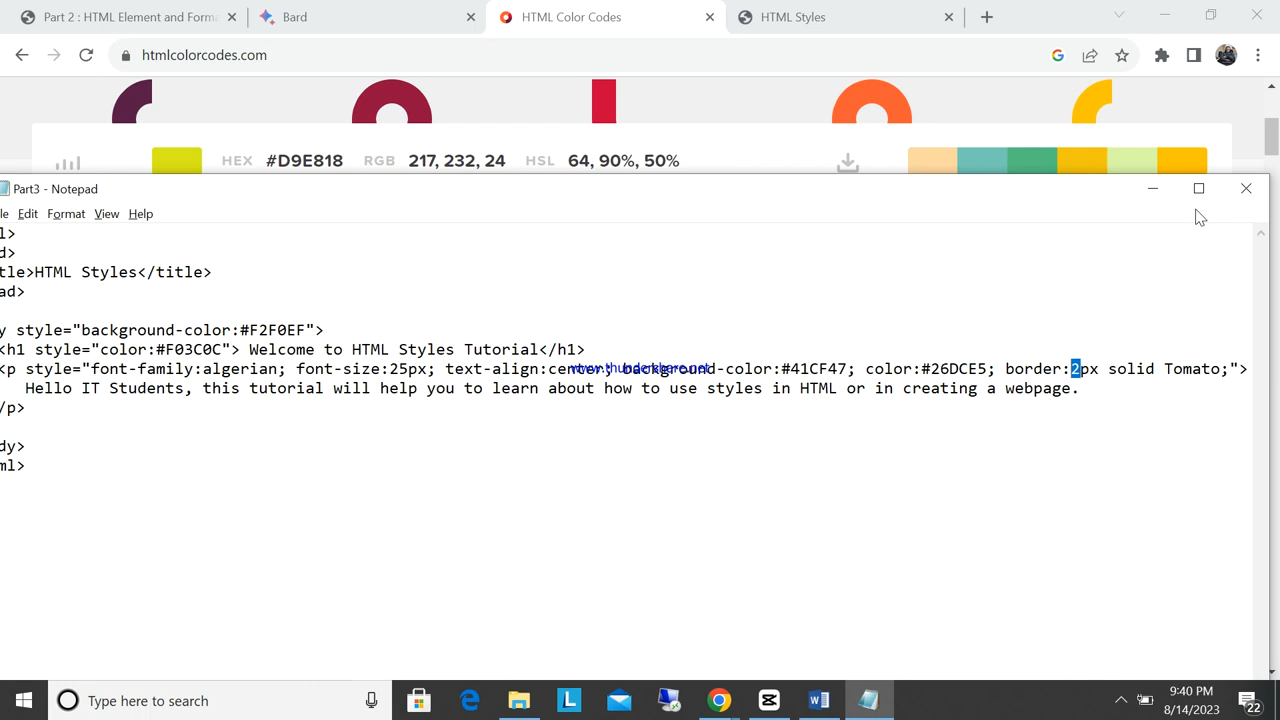 Part 2 : HTML Element and Forma
Bard
HTML Color Codes
HTML Styles
htmlcolorcodes.com
HEX #D9E818 RGB 217, 232, 24 HSL 64, 90%, 50%
Part3 - Notepad
le Edit Format View Help
l>
d>
tle>HTML Styles</title>
ad>
y style="background-color:#F2F0EF">
<h1 style="color:#F03C0C"> Welcome to HTML Styles Tutorial</h1>
<p style="font-family:algerian; font-size:25px; text-align:center; background-color:#41CF47; color:#26DCE5; border:2px solid Tomato;">
www.thundershare.net
Hello IT Students, this tutorial will help you to learn about how to use styles in HTML or in creating a webpage.
/p>
dy>
ml>
Type here to search
9:40 PM
8/14/2023
22